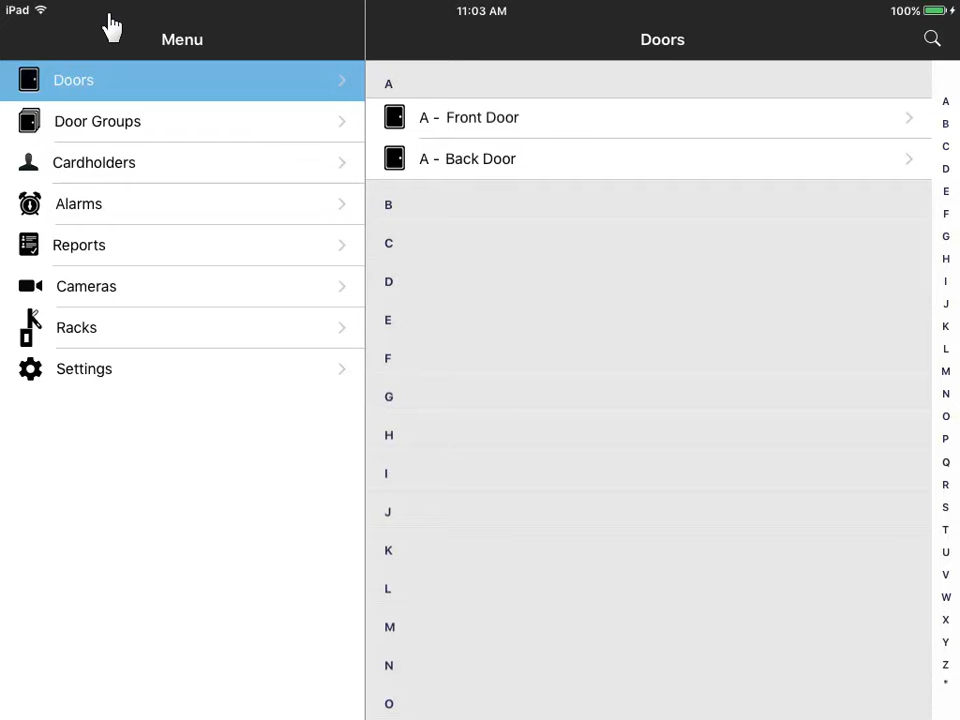 iPad
11:03 AM
100%
Menu
Doors
Door Groups
Cardholders
Alarms
Reports
Cameras
Racks
Settings
Doors
A
A - Front Door
A - Back Door
B
C
D
E
F
G
H
I
J
K
L
M
N
O
A
B
C
D
E
F
G
H
I
J
K
L
M
N
O
P
Q
R
S
T
U
V
W
X
Y
Z
*